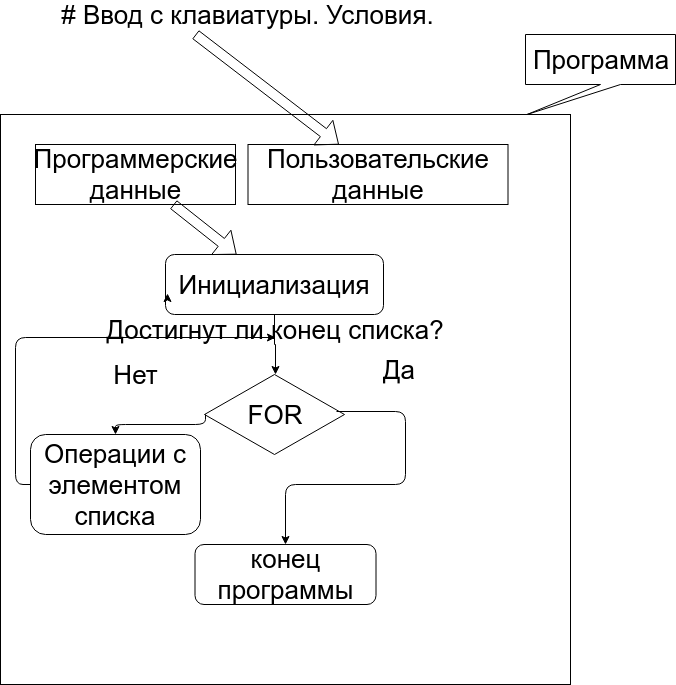 # Ввод с клавиатуры. Условия.
Программа
Программерские
данные
Пользовательские
данные
Инициализация
Достигнут ли конец списка?
Нет
Да
FOR
Операции с
элементом
списка
конец
программы